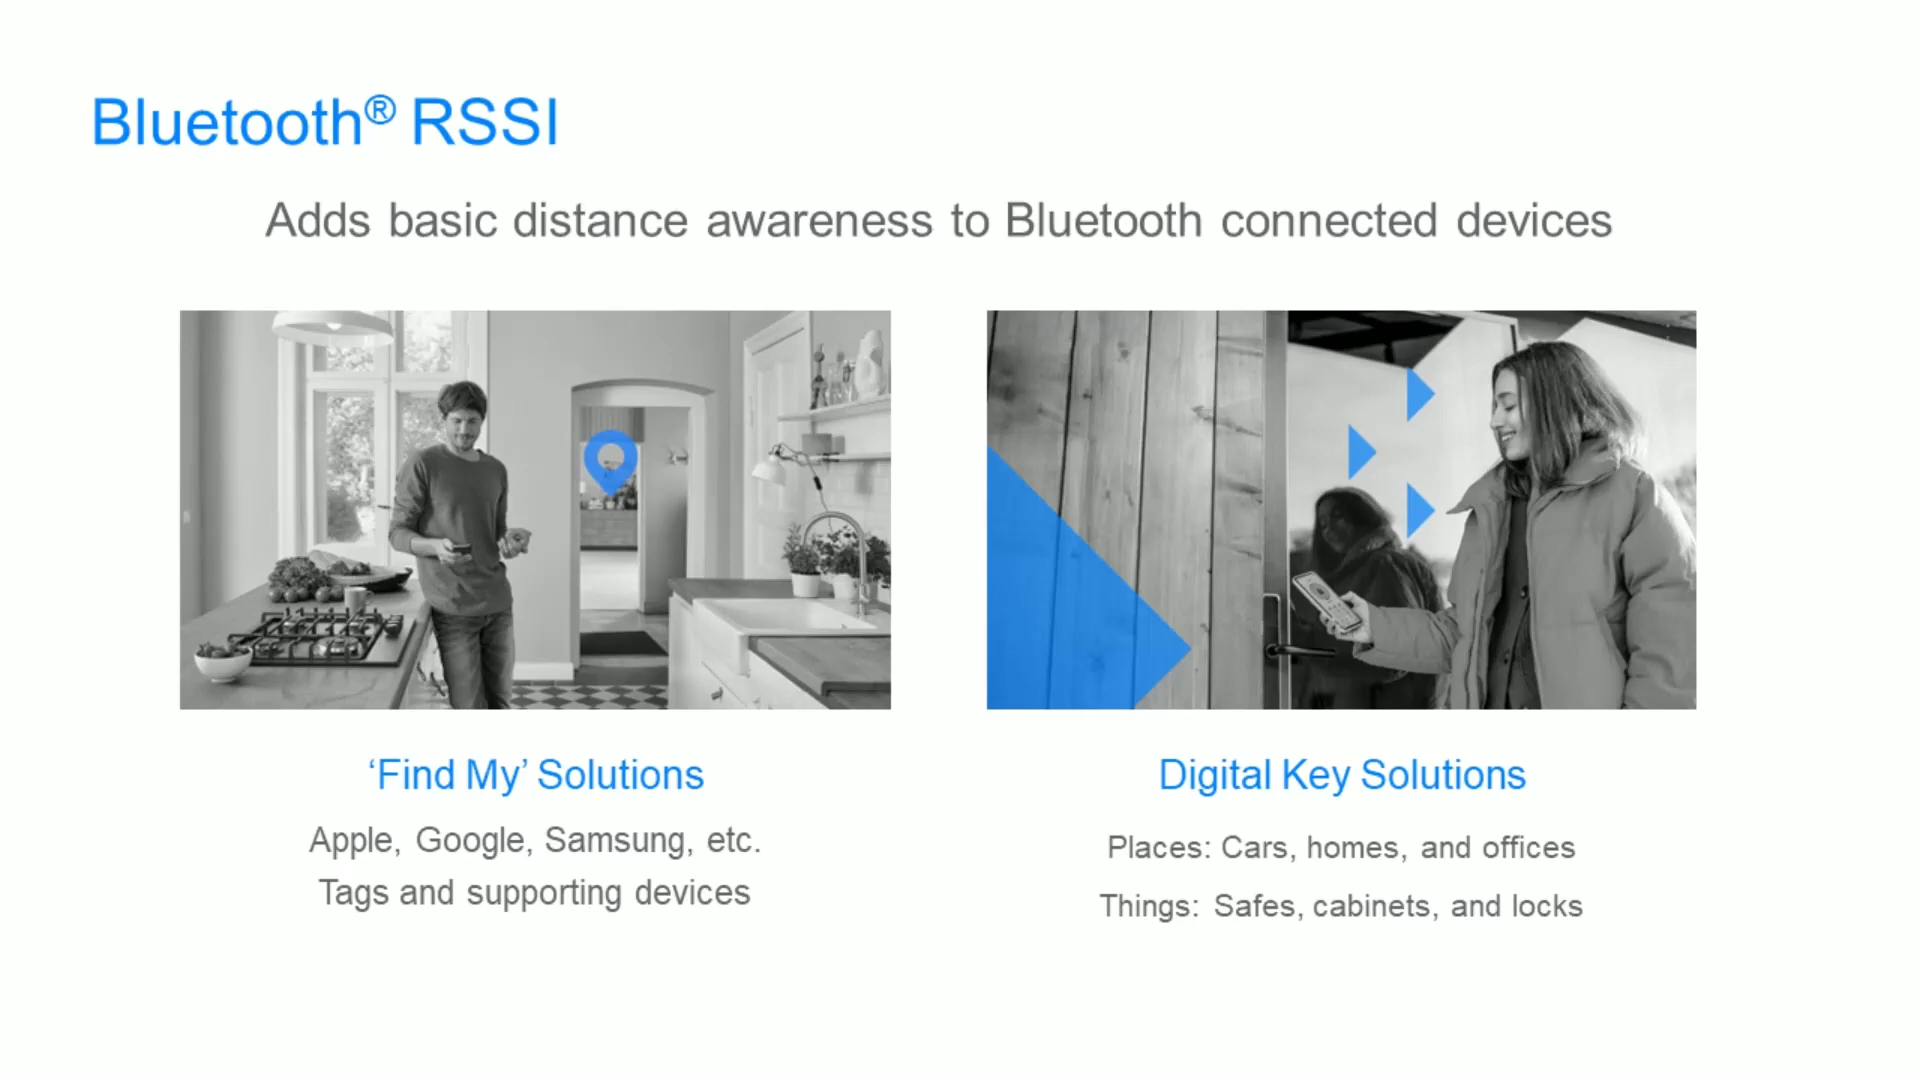 Bluetooth® RSSI
Adds basic distance awareness to Bluetooth connected devices
‘Find My’ Solutions
Apple, Google, Samsung, etc.
Tags and supporting devices
Digital Key Solutions
Places: Cars, homes, and offices
Things: Safes, cabinets, and locks